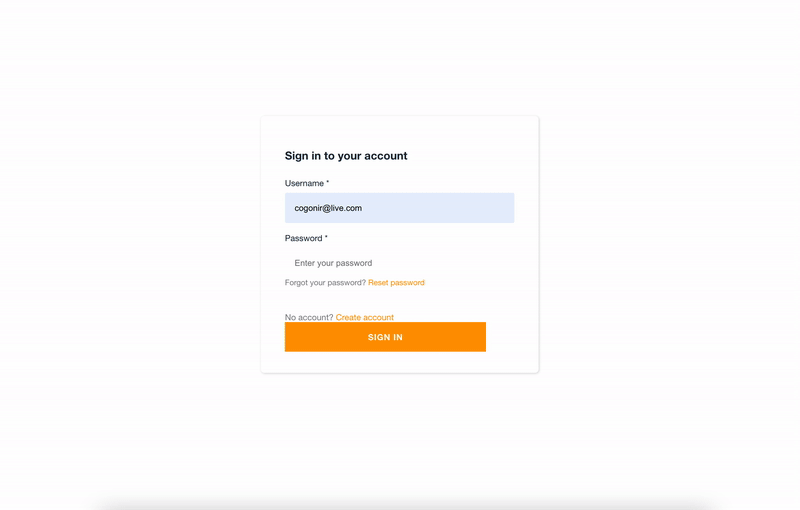 Sign in to your account
Username *
cogonir@live.com
Password *
Enter your password
Forgot your password? Reset password
No account? Create account
SIGN IN